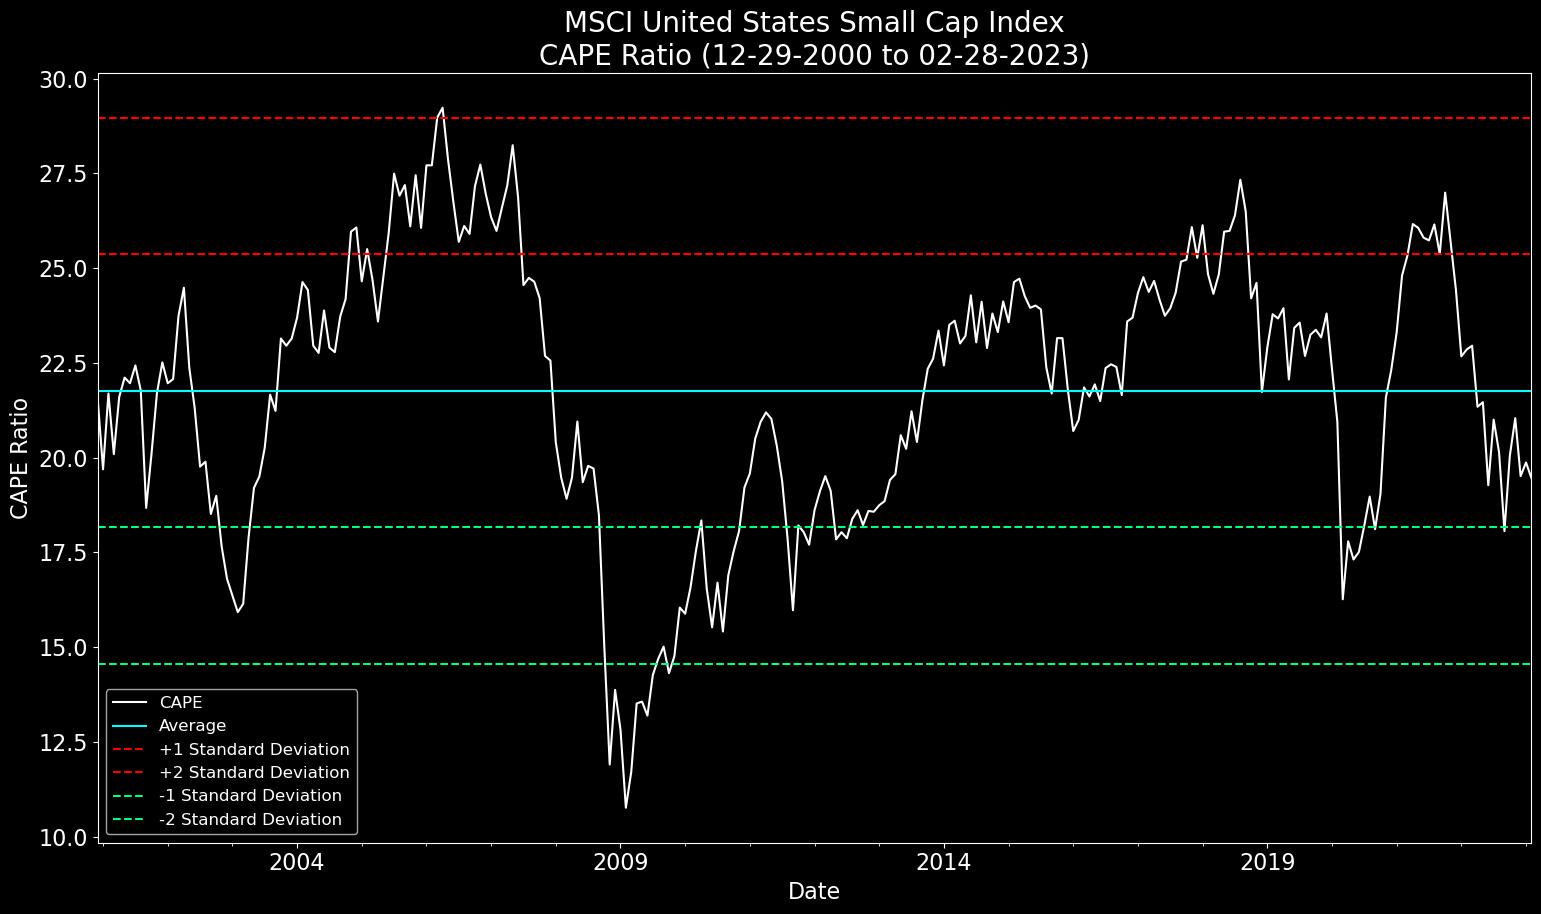 MSCI United States Small Cap Index
CAPE Ratio (12-29-2000 to 02-28-2023)
30.0
27.5
25.0
22.5
20.0
17.5
15.0
12.5
10.0
CAPE Ratio
CAPE
Average
+1 Standard Deviation
+2 Standard Deviation
-1 Standard Deviation
-2 Standard Deviation
2004
2009
2014
2019
Date